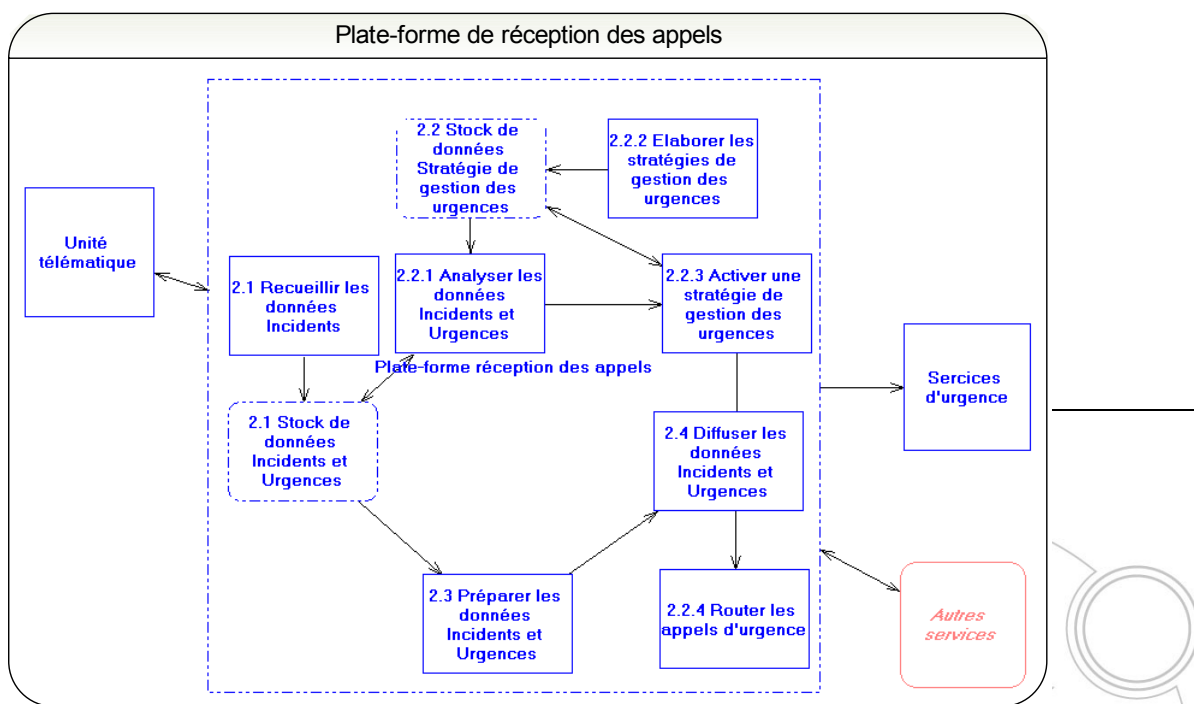 Plate-forme de réception des appels
2.2 Stock de
données
Stratégie de
gestion des
urgences
2.2.2 Elaborer les
stratégies de
gestion des
urgences
Unité
télématique
2.1 Recueillir les
données
Incidents
2.2.1 Analyser les
données
Incidents et
Urgences
2.2.3 Activer une
stratégie de
gestion des
urgences
Plate-forme réception des appels
Sercices
d'urgence
2.1 Stock de
données
Incidents et
Urgences
2.4 Diffuser les
données
Incidents et
Urgences
2.3 Préparer les
données
Incidents et
Urgences
2.2.4 Router les
appels d'urgence
Autres
services